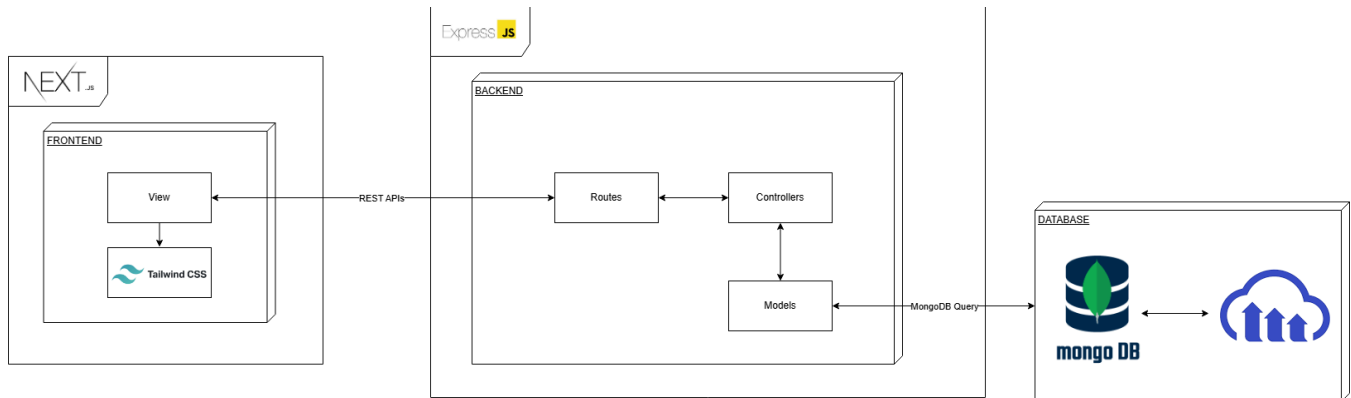 Express JS
NEXT.JS
BACKEND
FRONTEND
View
REST APIs
Routes
Controllers
Tailwind CSS
Models
MongoDB Query
DATABASE
mongo DB